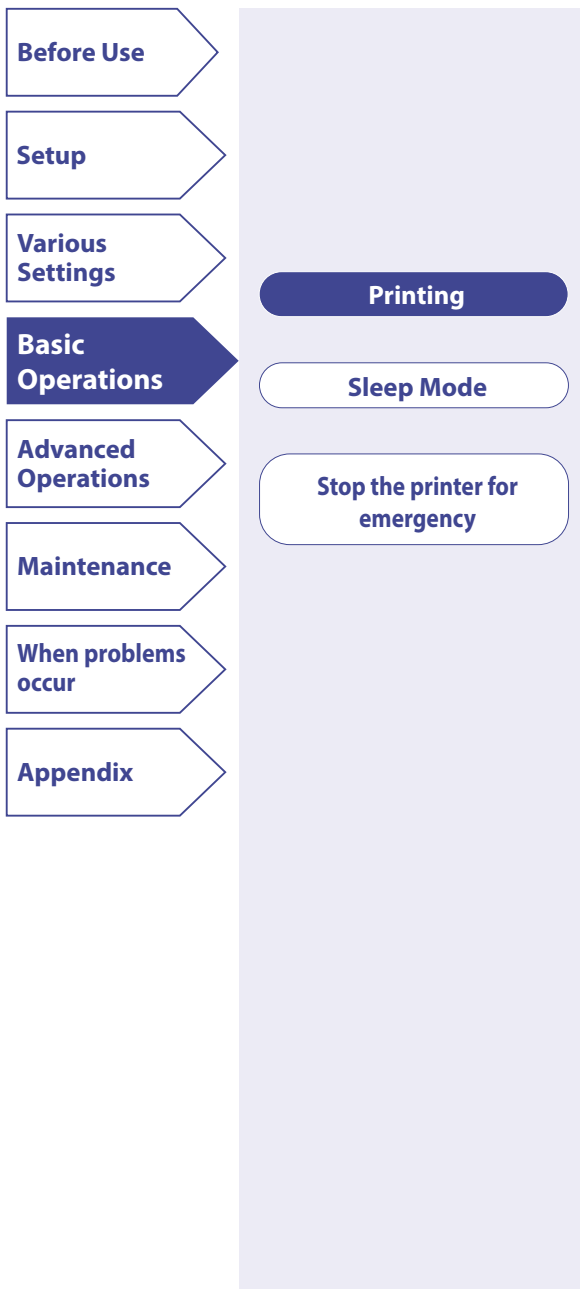 Before Use
Setup
Various
Settings
Basic
Operations
Advanced
Operations
Maintenance
When problems
occur
Appendix
Printing
Sleep Mode
Stop the printer for
emergency